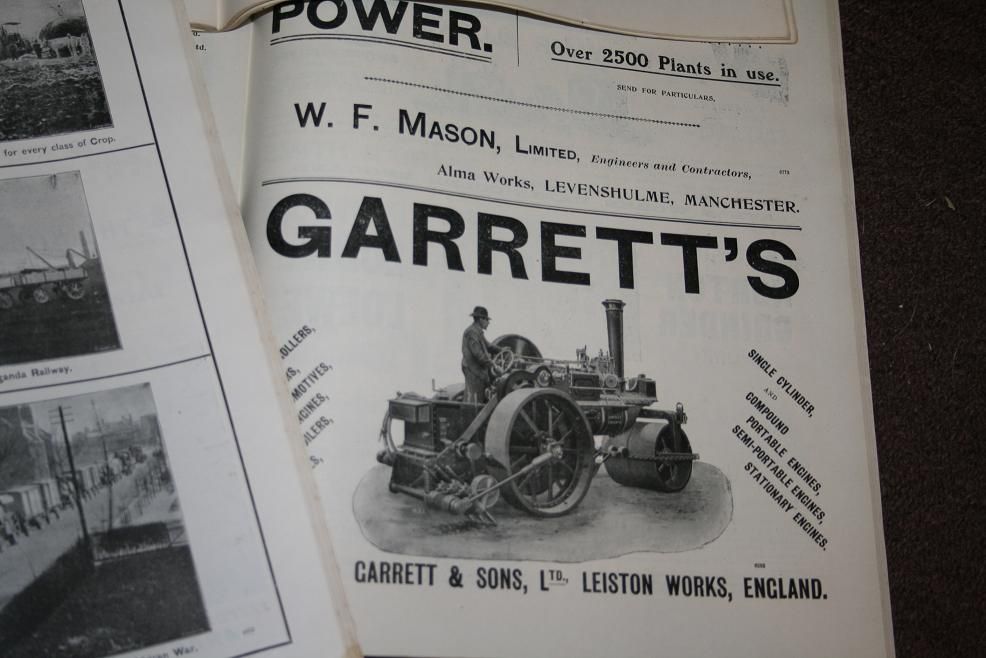 for every class of Crop.
Railway.
War.
td.
POWER.
Over 2500 Plants in use.
SEND FOR PARTICULARS,
W. F. MASON, LIMITED, Engineers and Contractors,
Alma Works, LEVENSHULME, MANCHESTER.
GARRETT'S
SINGLE CYLINDER,
AND
COMPOUND
PORTABLE ENGINES,
SEMI-PORTABLE ENGINES,
STATIONARY ENGINES.
GARRETT & SONS, LTD., LEISTON WORKS, ENGLAND.